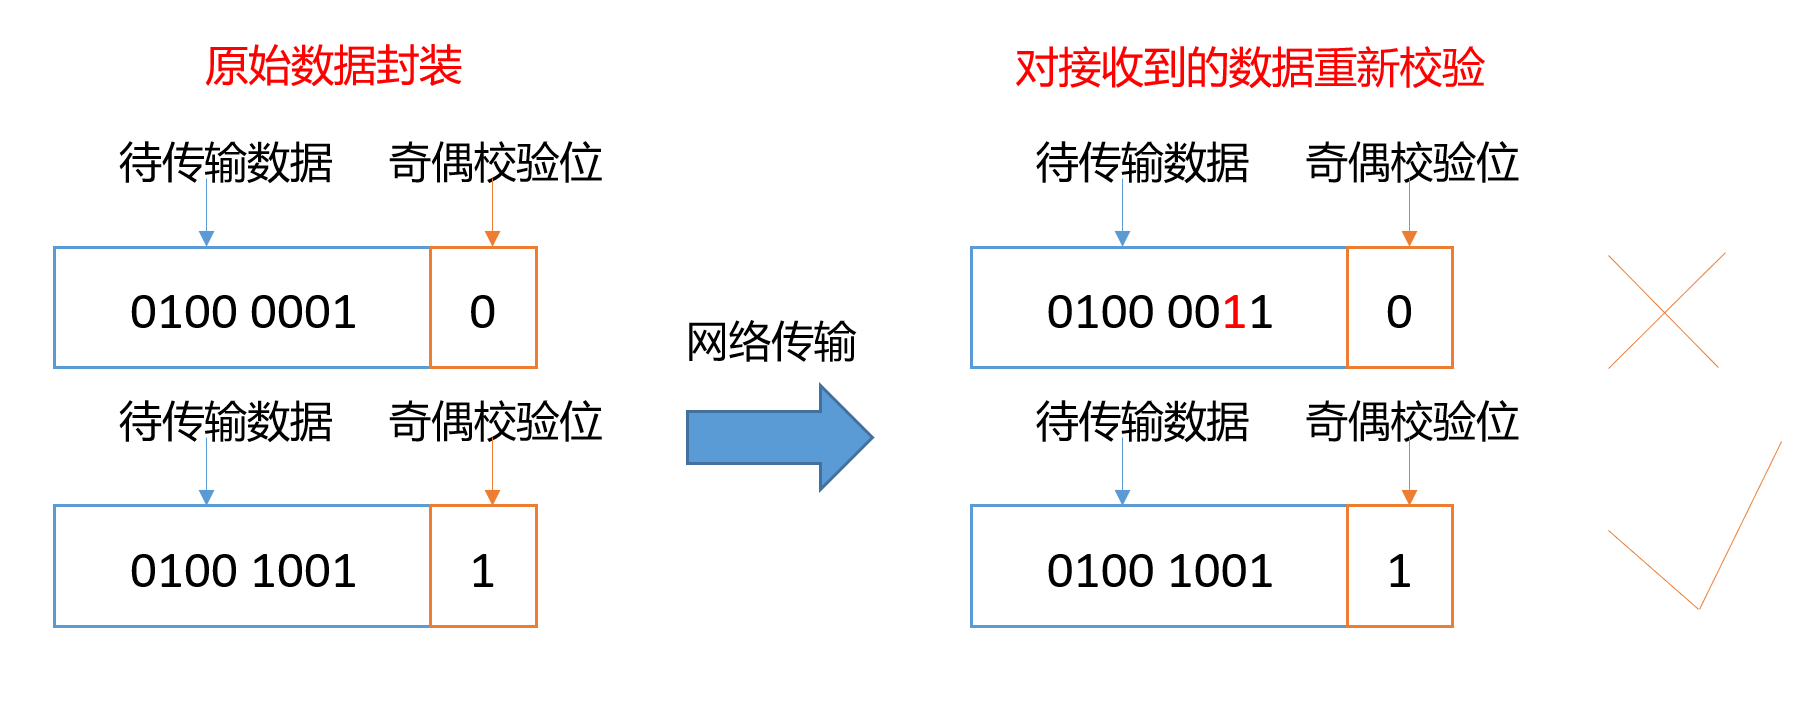 原始数据封装
对接收到的数据重新校验
待传输数据 奇偶校验位
待传输数据 奇偶校验位
0100 0001 0
0100 0011 0
网络传输
待传输数据 奇偶校验位
待传输数据 奇偶校验位
0100 1001 1
0100 1001 1